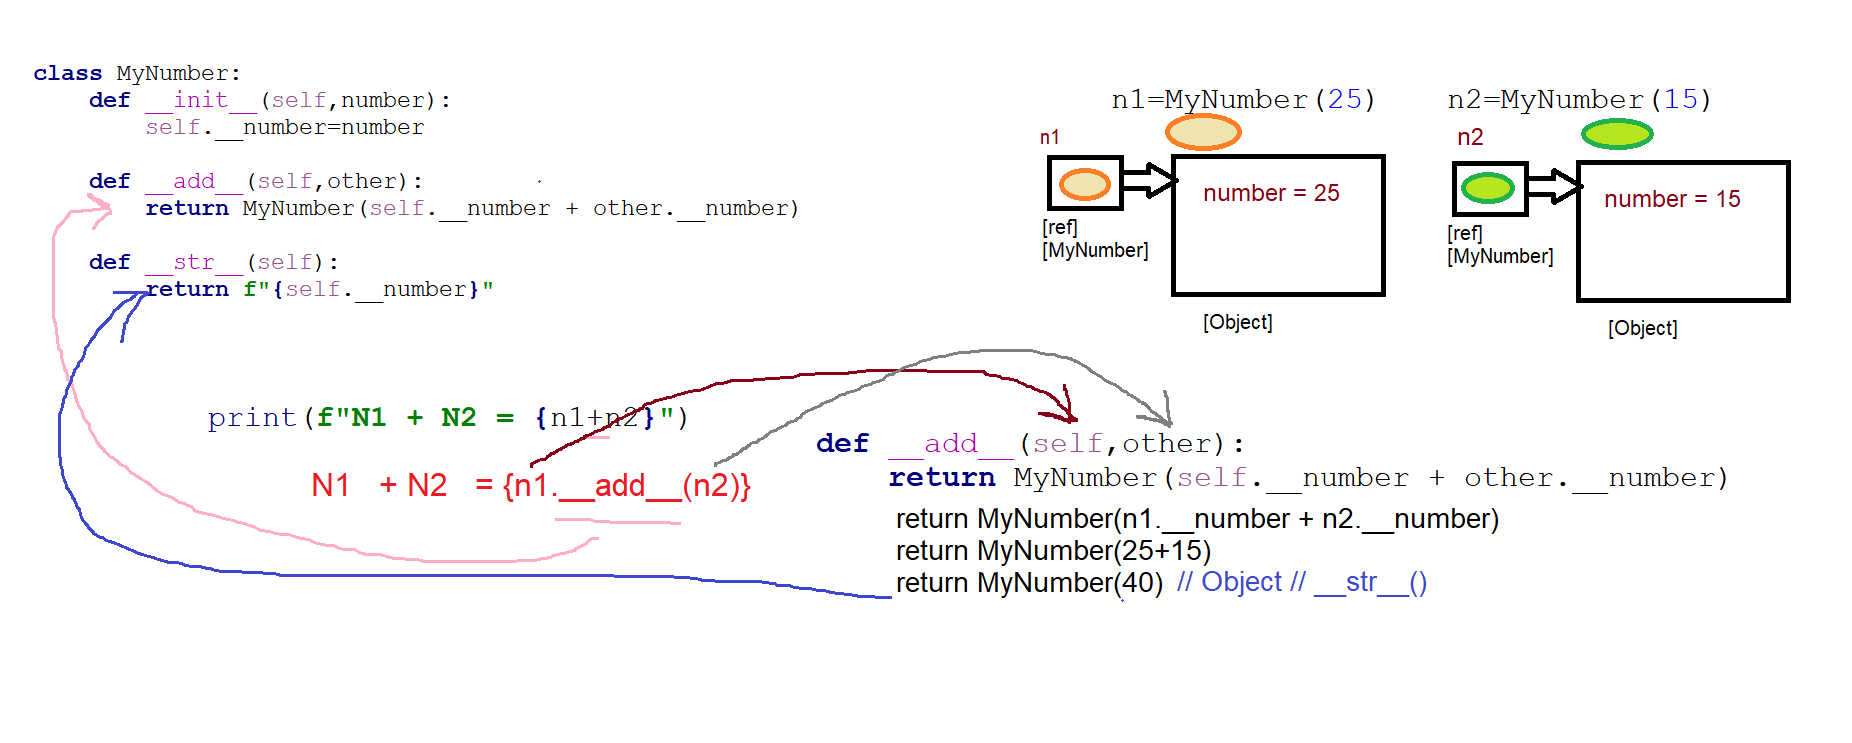 class MyNumber:
    def __init__(self,number):
        self.__number=number
    def __add__(self,other):
        return MyNumber(self.__number + other.__number)
    def __str__(self):
        return f"{self.__number}"
n1=MyNumber(25)
n1
number = 25
[ref]
[MyNumber]
[Object]
n2=MyNumber(15)
n2
number = 15
[ref]
[MyNumber]
[Object]
print(f"N1 + N2 = {n1+n2}")
N1 + N2 = {n1.__add__(n2)}
def __add__(self,other):
    return MyNumber(self.__number + other.__number)
return MyNumber(n1.__number + n2.__number)
return MyNumber(25+15)
return MyNumber(40) // Object // __str__()